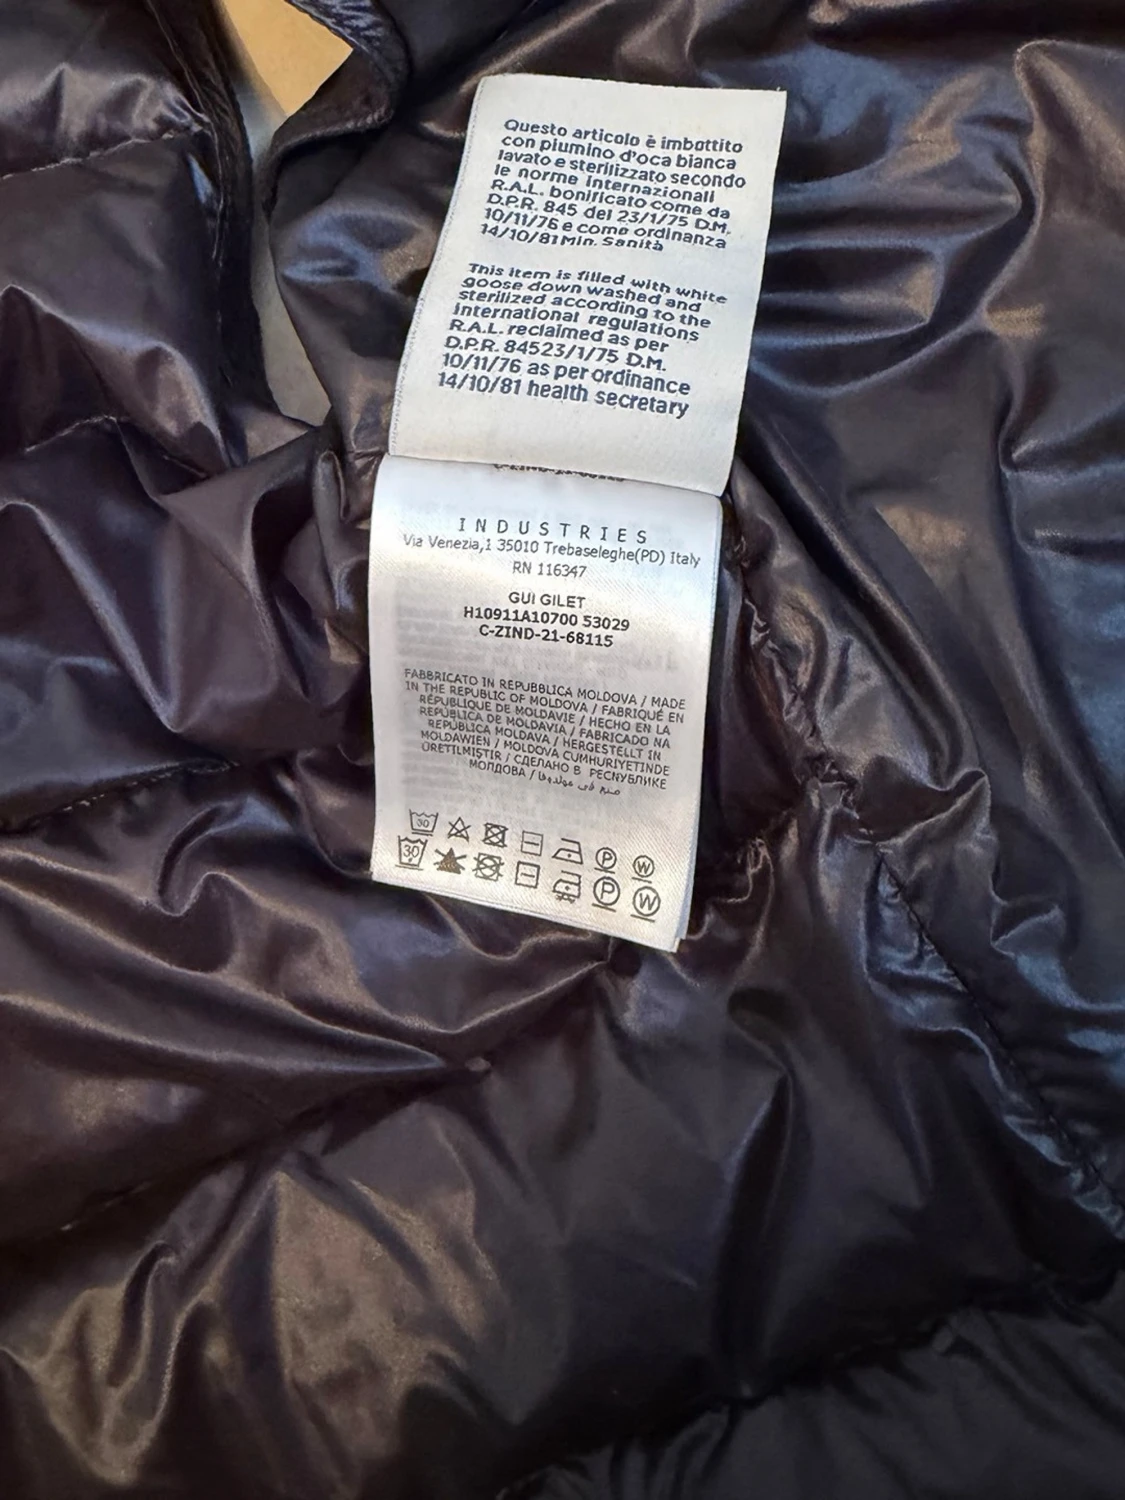 Questo articolo è imbottito
con piumino d'oca bianca
lavato e sterilizzato secondo
le norme internazionali
R.A.L. bonificato come da
D.P.R. 845 del 23/1/75 D.M.
10/11/76 e come ordinanza
14/10/81 Min. Sanità
This item is filled with white
goose down washed and
sterilized according to the
international regulations
R.A.L. reclaimed as per
D.P.R. 84523/1/75 D.M.
10/11/76 as per ordinance
14/10/81 health secretary
C-ZIND-21-68115
INDUSTRIES
Via Venezia,1 35010 Trebaseleghe(PD) Italy
RN 116347
GUI GILET
H10911A10700 53029
C-ZIND-21-68115
FABBRICATO IN REPUBBLICA MOLDOVA / MADE
IN THE REPUBLIC OF MOLDOVA / FABRIQUÉ EN
RÉPUBLIQUE DE MOLDAVIE / HECHO EN LA
REPÚBLICA DE MOLDAVIA / FABRICADO NA
REPÚBLICA MOLDAVA / HERGESTELLT IN
MOLDAWIEN / MOLDOVA CUMHURIYETINDE
ÜRETILMIŞTIR / СДЕЛАНО В РЕСПУБЛИКЕ
МОЛДОВА / صنع في مولدوفا
30 P W
30 P W